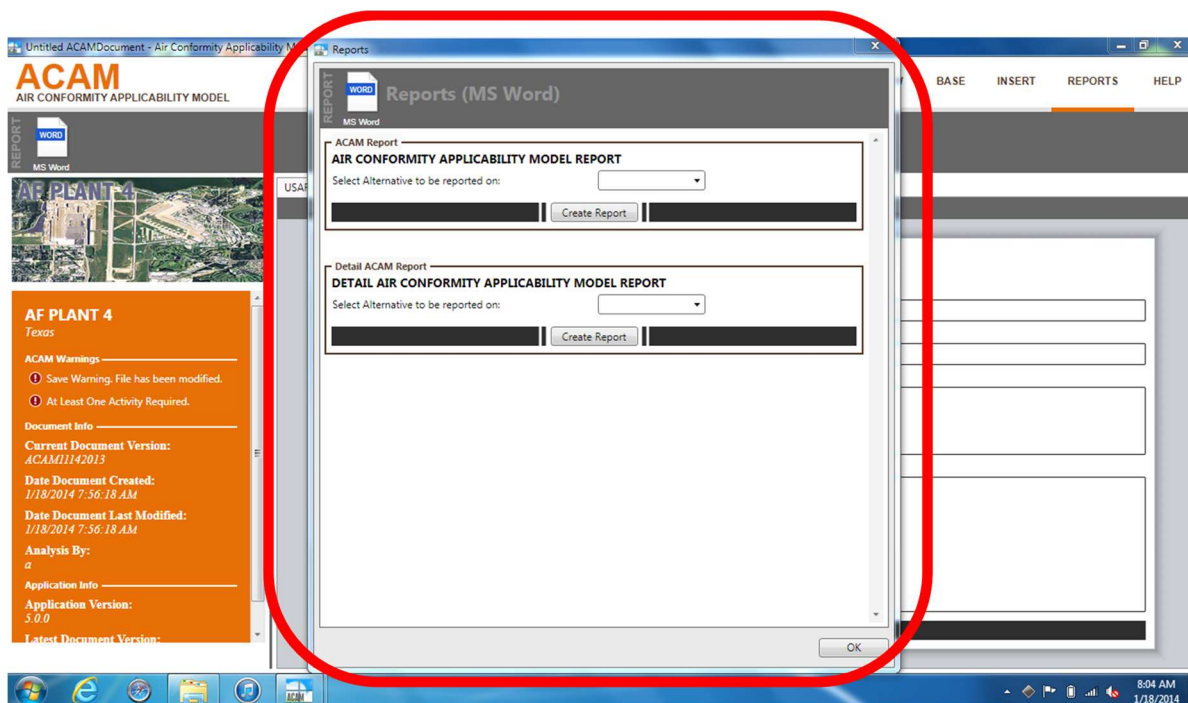 Untitled ACAMDocument - Air Conformity Applicability M
Reports
ACAM
AIR CONFORMITY APPLICABILITY MODEL
BASE
INSERT
REPORTS
HELP
REPORT
WORD
MS Word
REPORT
WORD
MS Word
Reports (MS Word)
AF PLANT 4
USAF
ACAM Report
AIR CONFORMITY APPLICABILITY MODEL REPORT
Select Alternative to be reported on:
Create Report
Detail ACAM Report
DETAIL AIR CONFORMITY APPLICABILITY MODEL REPORT
Select Alternative to be reported on:
Create Report
AF PLANT 4
Texas
ACAM Warnings
Save Warning. File has been modified.
At Least One Activity Required.
Document Info
Current Document Version:
ACAM11142013
Date Document Created:
1/18/2014 7:56:18 AM
Date Document Last Modified:
1/18/2014 7:56:18 AM
Analysis By:
a
Application Info
Application Version:
5.0.0
Latest Document Version:
OK
ACAM
8:04 AM
1/18/2014